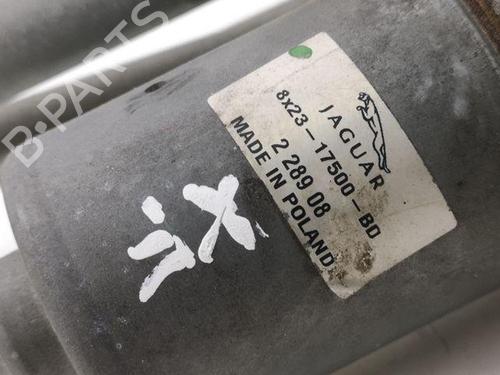 B-PARTS
JAGUAR
8X23-17500-BD
2 289 08
MADE IN POLAND